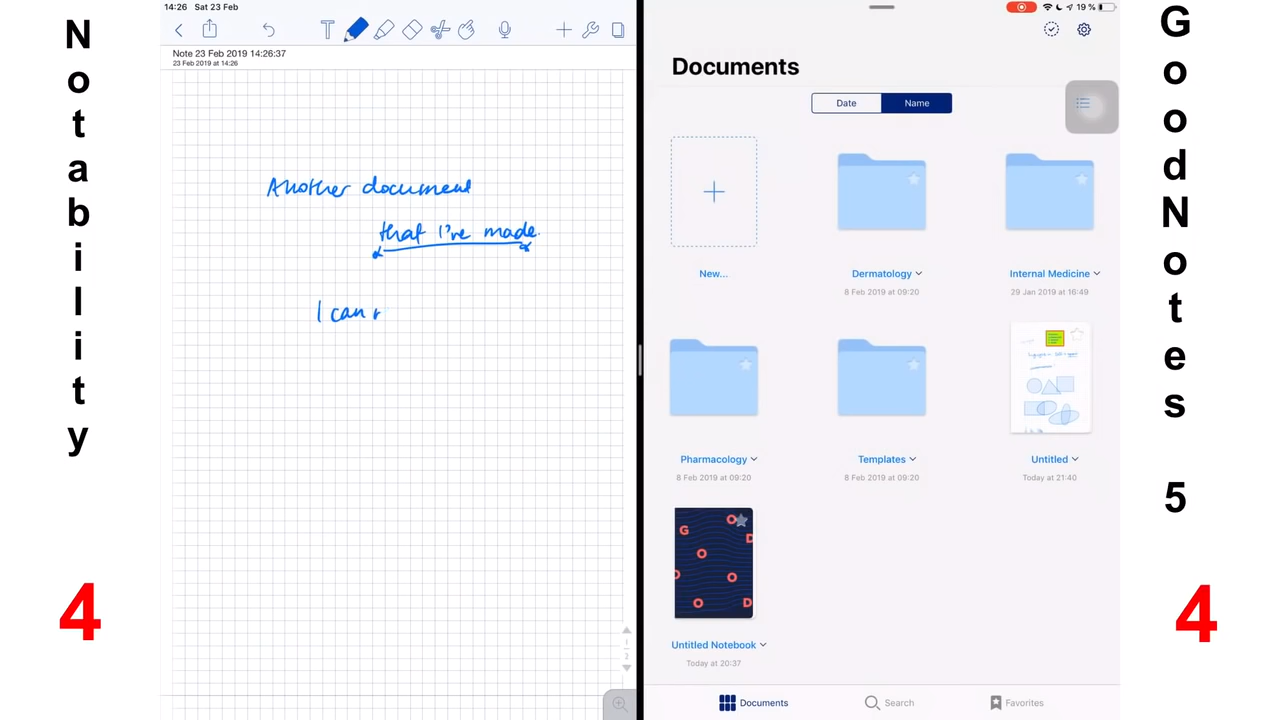 Notability
4
14:26 Sat 23 Feb
Note 23 Feb 2019 14:26:37
23 Feb 2019 at 14:26
Another document
that I've made.
I can
1
2
19 %
Documents
Date Name
New...
Dermatology
8 Feb 2019 at 09:20
Internal Medicine
29 Jan 2019 at 16:49
Pharmacology
8 Feb 2019 at 09:20
Templates
8 Feb 2019 at 09:20
Untitled
Today at 21:40
G O D O O D
Untitled Notebook
Today at 20:37
Documents Search Favorites
GoodNotes 5
4